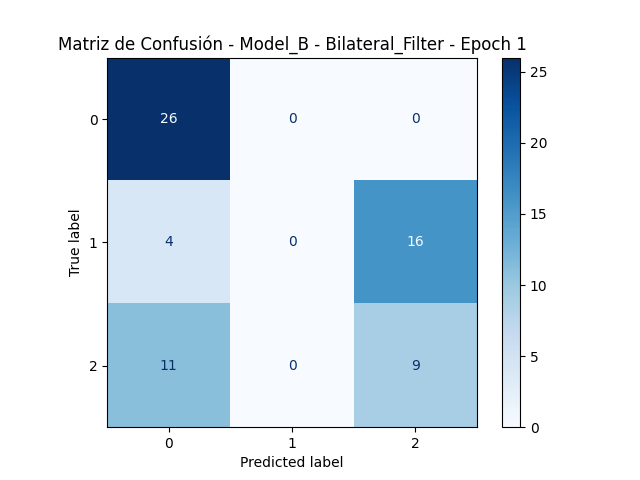 Matriz de Confusión - Model_B - Bilateral_Filter - Epoch 1
True label
0
26 0 0
1
4 0 16
2
11 0 9
0 1 2
Predicted label
25
20
15
10
5
0